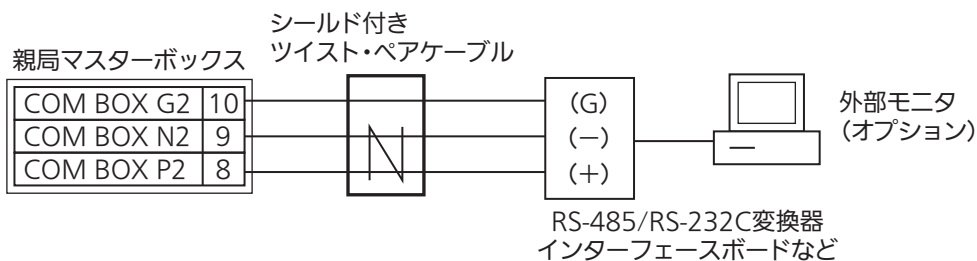 シールド付き
ツイスト・ペアケーブル
親局マスターボックス
COM BOX G2 10
COM BOX N2 9
COM BOX P2 8
(G)
(−)
(+)
外部モニタ
(オプション)
RS-485/RS-232C変換器
インターフェースボードなど